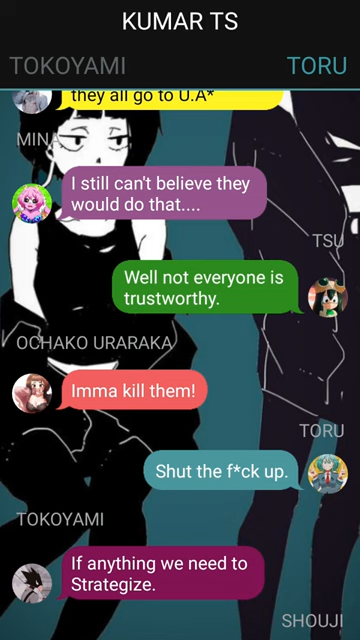 KUMAR TS
TOKOYAMI
TORU
they all go to U.A*
MINA
I still can't believe they
would do that....
TSU
Well not everyone is
trustworthy.
OCHAKO URARAKA
Imma kill them!
TORU
Shut the f*ck up.
TOKOYAMI
If anything we need to
Strategize.
SHOUJI